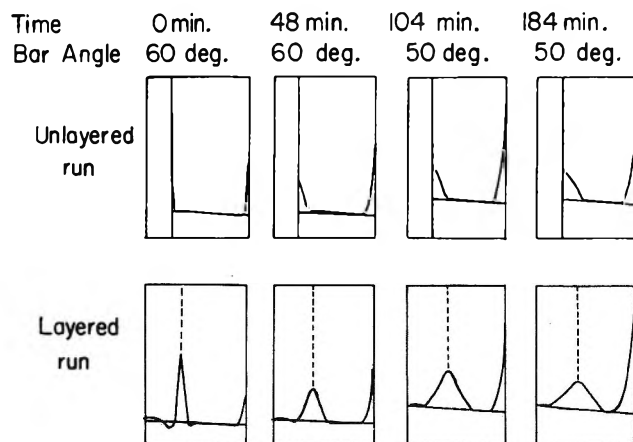 Time 0 min. 48 min. 104 min. 184 min.
Bar Angle 60 deg. 60 deg. 50 deg. 50 deg.
Unlayered
run
Layered
run